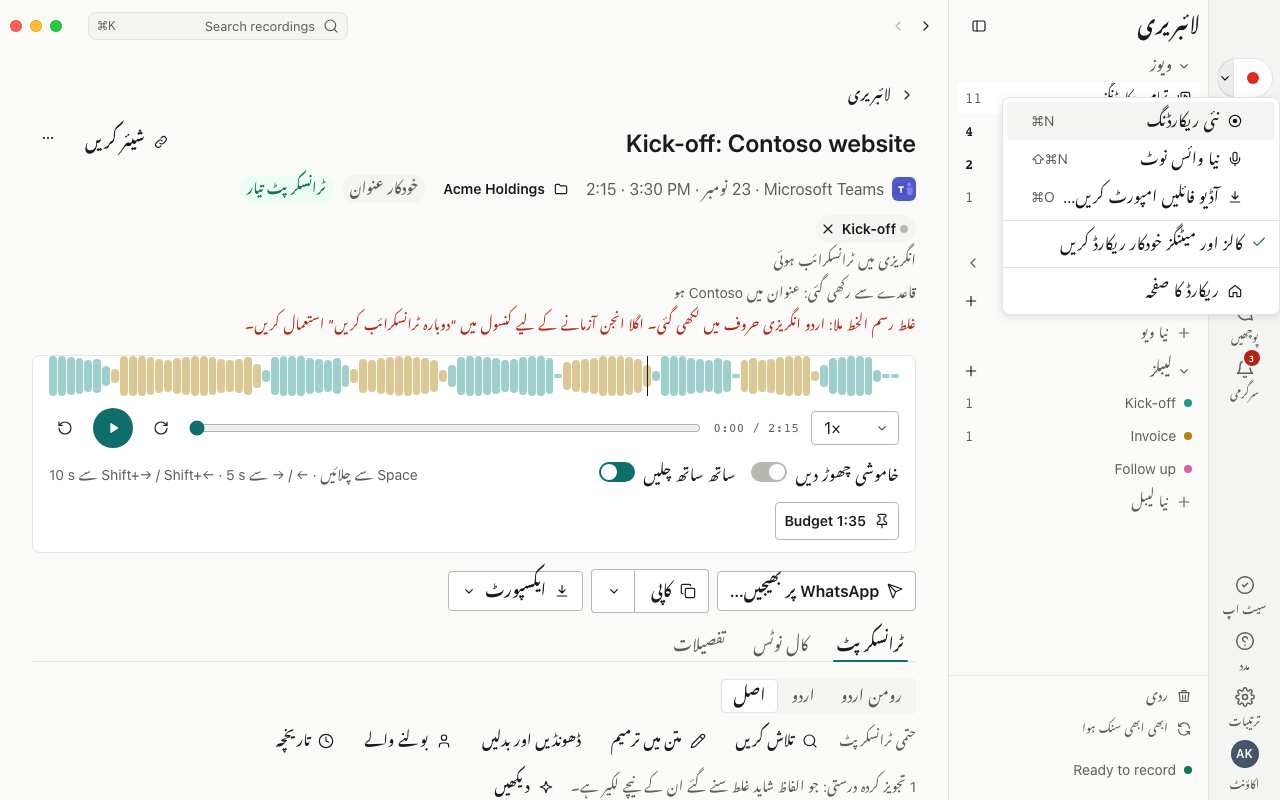 ⌘K
Search recordings
لائبریری
ویوز
11
4
2
1
نئی ریکارڈنگ ⌘N
نیا وائس نوٹ ⇧⌘N
آڈیو فائلیں امپورٹ کریں... ⌘O
کالز اور میٹنگز خودکار ریکارڈ کریں
ریکارڈ کا صفحہ
نیا ویو
لیبلز
Kick-off 1
Invoice 1
Follow up
نیا لیبل
ردی
ابھی ابھی سنک ہوا
Ready to record
پوچھیں
3
سرگرمی
سیٹ اپ
مدد
ترتیبات
AK
اکاؤنٹ
لائبریری
Kick-off: Contoso website
شیئر کریں
...
Microsoft Teams · 23 نومبر · 3:30 PM · 2:15
Acme Holdings
خودکار عنوان
ٹرانسکرپٹ تیار
Kick-off
انگریزی میں ٹرانسکرائب ہوئی
قاعدے سے رکھی گئی: عنوان میں Contoso ہو
غلط رسم الخط ملا: اردو انگریزی حروف میں لکھی گئی۔ اگلا انجن آزمانے کے لیے کنسول میں "دوبارہ ٹرانسکرائب کریں" استعمال کریں۔
0:00 / 2:15
1×
خاموشی چھوڑ دیں
ساتھ ساتھ چلیں
Space سے چلائیں · ← / → سے 5 s · Shift+← / Shift+→ سے 10 s
Budget 1:35
WhatsApp پر بھیجیں...
کاپی
ایکسپورٹ
ٹرانسکرپٹ
کال نوٹس
تفصیلات
رومن اردو
اردو
اصل
حتمی ٹرانسکرپٹ
تلاش کریں
متن میں ترمیم
ڈھونڈیں اور بدلیں
بولنے والے
تاریخچہ
1 تجویز کردہ درستی: جو الفاظ شاید غلط سنے گئے ان کے نیچے لکیر ہے۔
دیکھیں